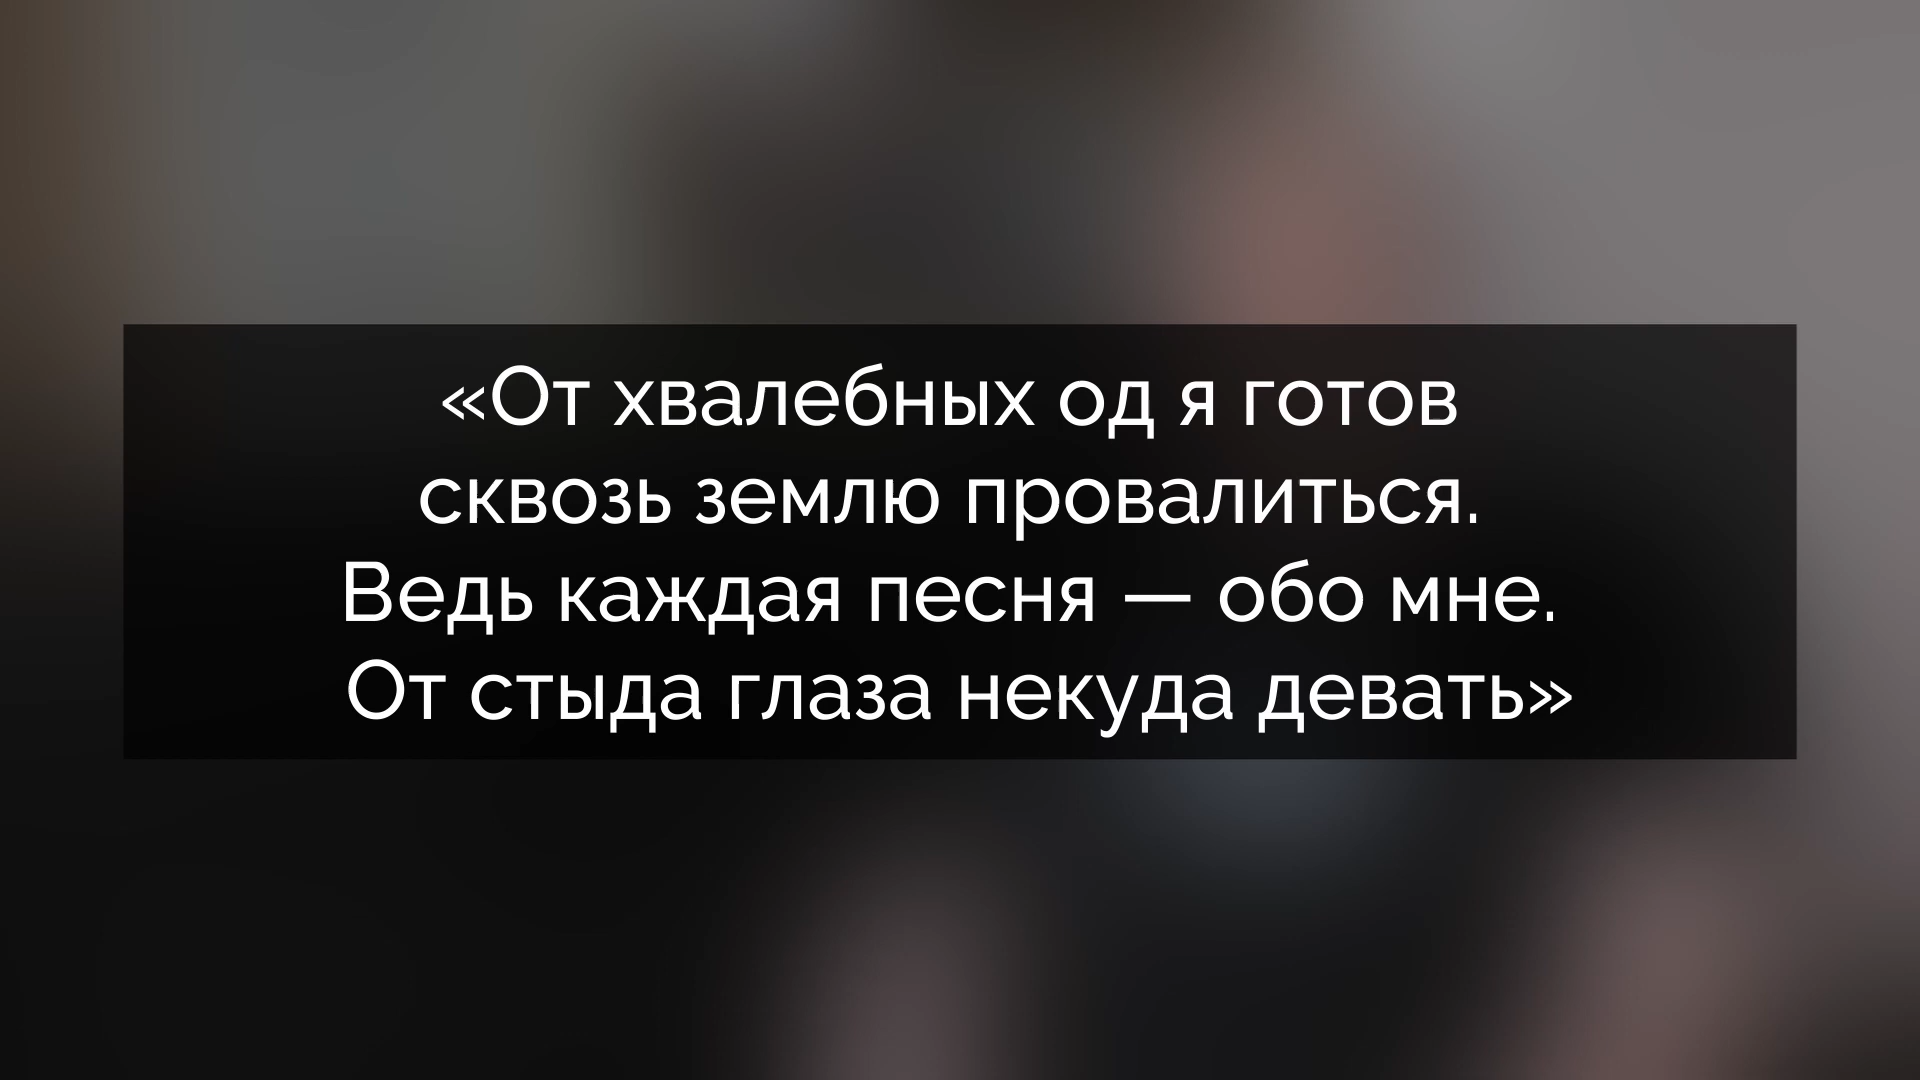 «От хвалебных од я готов
сквозь землю провалиться.
Ведь каждая песня — обо мне.
От стыда глаза некуда девать»